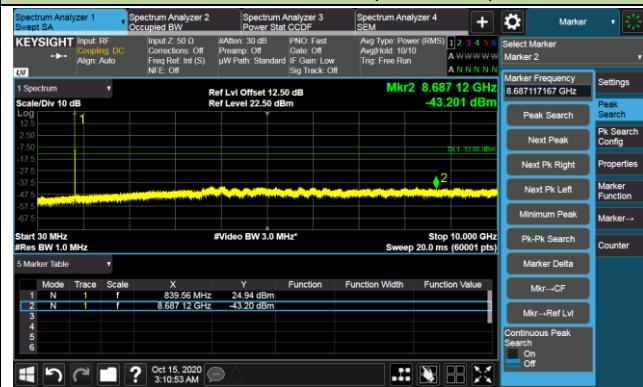 Spectrum Analyzer 1
Swept SA
Spectrum Analyzer 2
Occupied BW
Spectrum Analyzer 3
Power Stat CCDF
Spectrum Analyzer 4
SEM
+
Marker
KEYSIGHT
Input: RF
Coupling: DC
Align: Auto
Input Z: 50 Ω
Corrections: Off
Freq Ref: Int (S)
NFE: Off
#Atten: 30 dB
Preamp: Off
µW Path: Standard
PNO: Fast
Gate: Off
IF Gain: Low
Sig Track: Off
Avg Type: Power (RMS)
Avg|Hold: 10/10
Trig: Free Run
1 2 3 4 5 6
A W W W W W
A N N N N N
LXI
Select Marker
Marker 2
1 Spectrum
Scale/Div 10 dB
Ref Lvl Offset 12.50 dB
Ref Level 22.50 dBm
Mkr2 8.687 12 GHz
-43.201 dBm
Log
12.5
2.50
-7.50
-17.5
-27.5
-37.5
-47.5
-57.5
-67.5
1
DL1 -13.00 dBm
2
Start 30 MHz
#Res BW 1.0 MHz
#Video BW 3.0 MHz*
Stop 10.000 GHz
Sweep 20.0 ms (60001 pts)
5 Marker Table
Mode Trace Scale X Y Function Function Width Function Value
1 N 1 f 839.56 MHz 24.94 dBm
2 N 1 f 8.687 12 GHz -43.20 dBm
3
4
5
6
Marker Frequency
8.687117167 GHz
Peak Search
Next Peak
Next Pk Right
Next Pk Left
Minimum Peak
Pk-Pk Search
Marker Delta
Mkr→CF
Mkr→Ref Lvl
Continuous Peak
Search
On
Off
Settings
Peak
Search
Pk Search
Config
Properties
Marker
Function
Marker→
Counter
?
Oct 15, 2020
3:10:53 AM